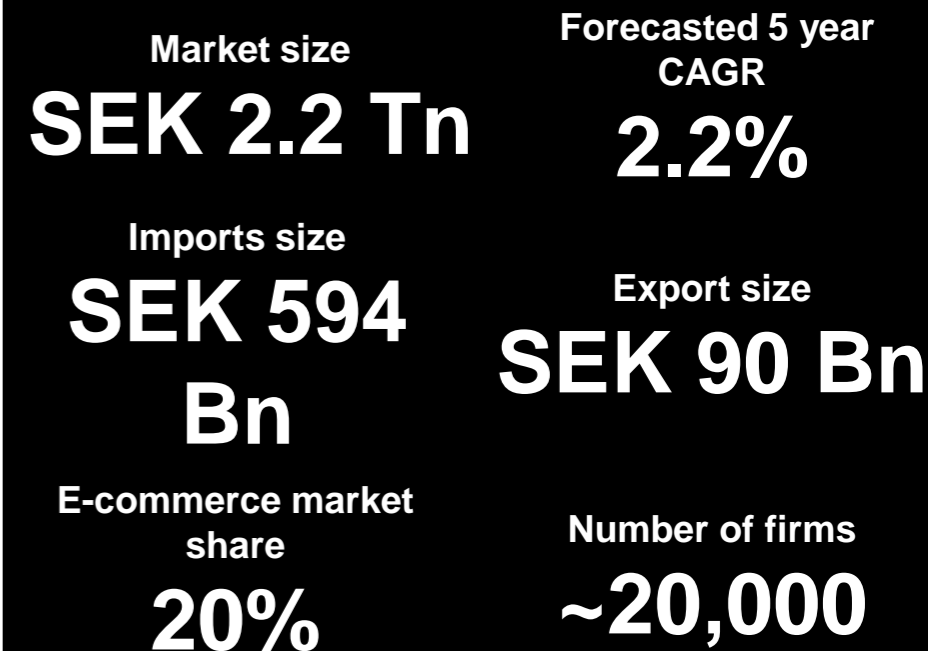 Market size
SEK 2.2 Tn
Forecasted 5 year
CAGR
2.2%
Imports size
SEK 594
Bn
Export size
SEK 90 Bn
E-commerce market
share
20%
Number of firms
~20,000